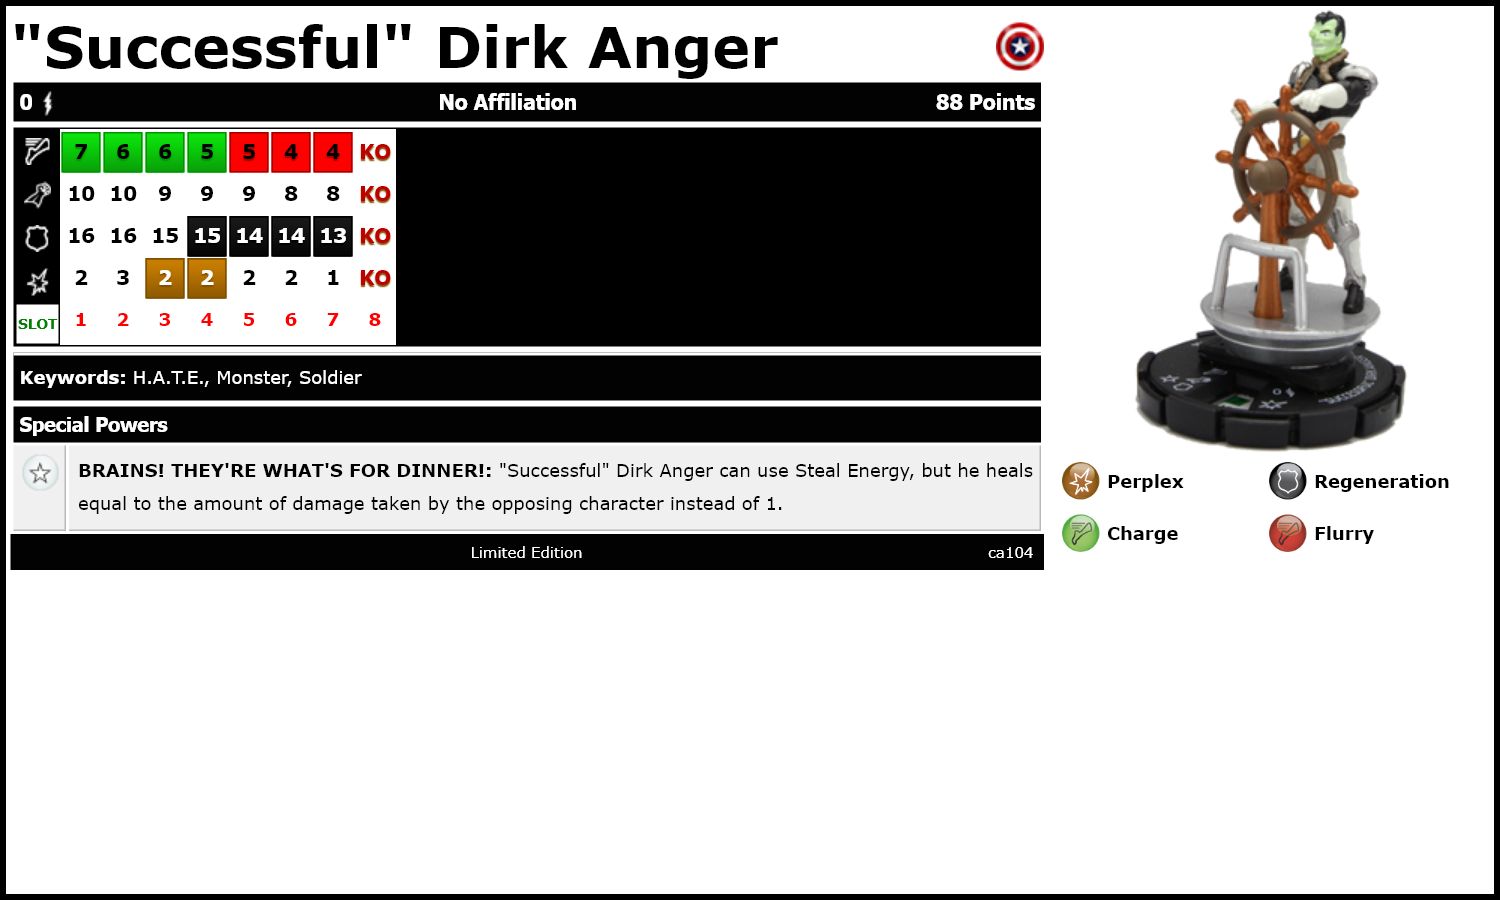 "Successful" Dirk Anger
0 No Affiliation 88 Points
7 6 6 5 5 4 4 KO
10 10 9 9 9 8 8 KO
16 16 15 15 14 14 13 KO
2 3 2 2 2 2 1 KO
SLOT 1 2 3 4 5 6 7 8
Keywords: H.A.T.E., Monster, Soldier
Special Powers
BRAINS! THEY'RE WHAT'S FOR DINNER!: "Successful" Dirk Anger can use Steal Energy, but he heals
equal to the amount of damage taken by the opposing character instead of 1.
Limited Edition ca104
Perplex Regeneration
Charge Flurry